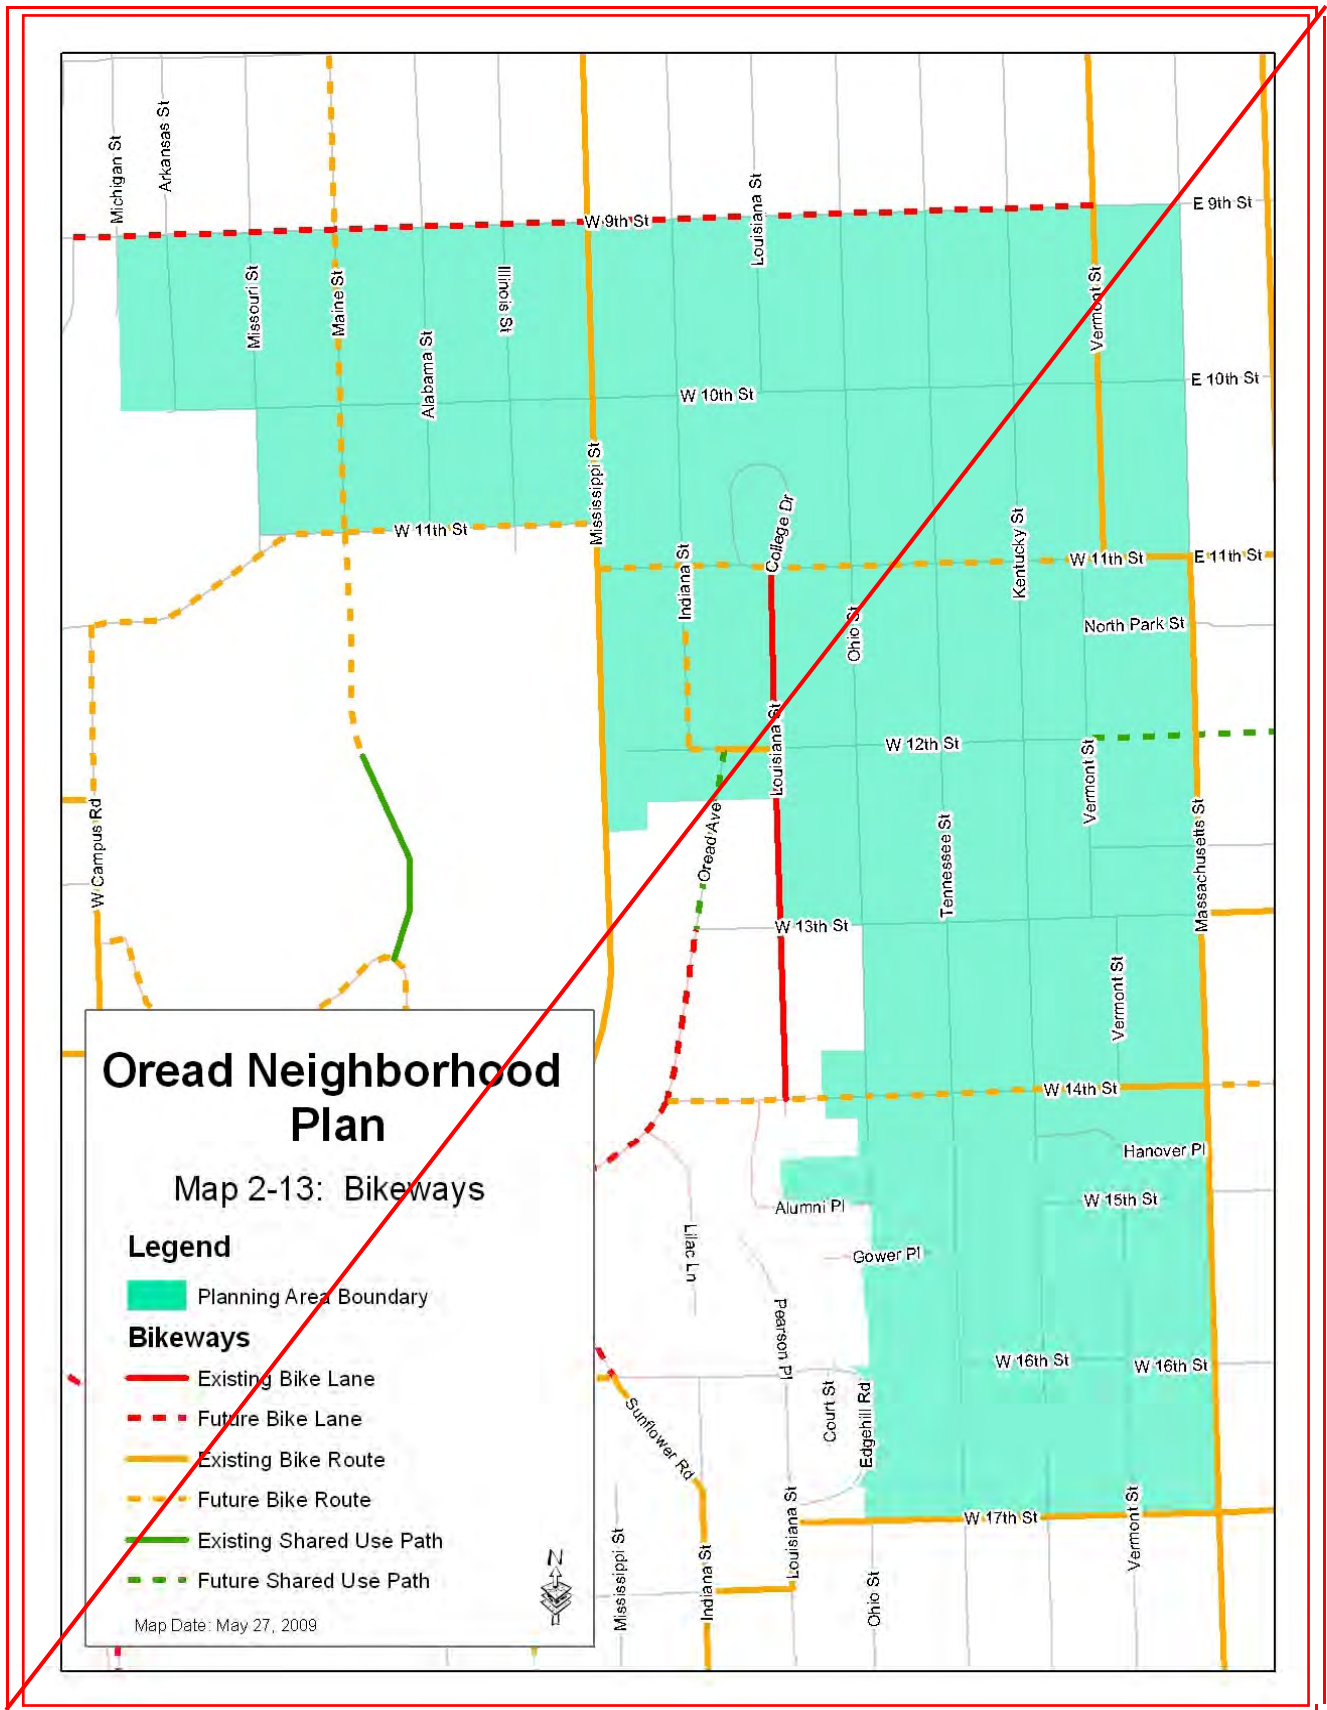 Michigan St
Arkansas St
Louisiana St
W 9th St
E 9th St
Missouri St
Maine St
Illinois St
Alabama St
Vermont St
W 10th St
E 10th St
Mississippi St
College Dr
Kentucky St
W 11th St
W 11th St
E 11th St
Indiana St
Ohio St
North Park St
Louisiana St
W 12th St
Vermont St
W Campus Rd
Oread Ave
Tennessee St
Massachusetts St
W 13th St
Vermont St
W 14th St
Hanover Pl
W 15th St
Alumni Pl
Lilac Ln
Gower Pl
Pearson Pl
W 16th St
W 16th St
Court St
Edgehill Rd
Sunflower Rd
W 17th St
Louisiana St
Vermont St
Mississippi St
Indiana St
Ohio St
Oread Neighborhood
Plan
Map 2-13: Bikeways
Legend
Planning Area Boundary
Bikeways
Existing Bike Lane
Future Bike Lane
Existing Bike Route
Future Bike Route
Existing Shared Use Path
Future Shared Use Path
N
Map Date: May 27, 2009